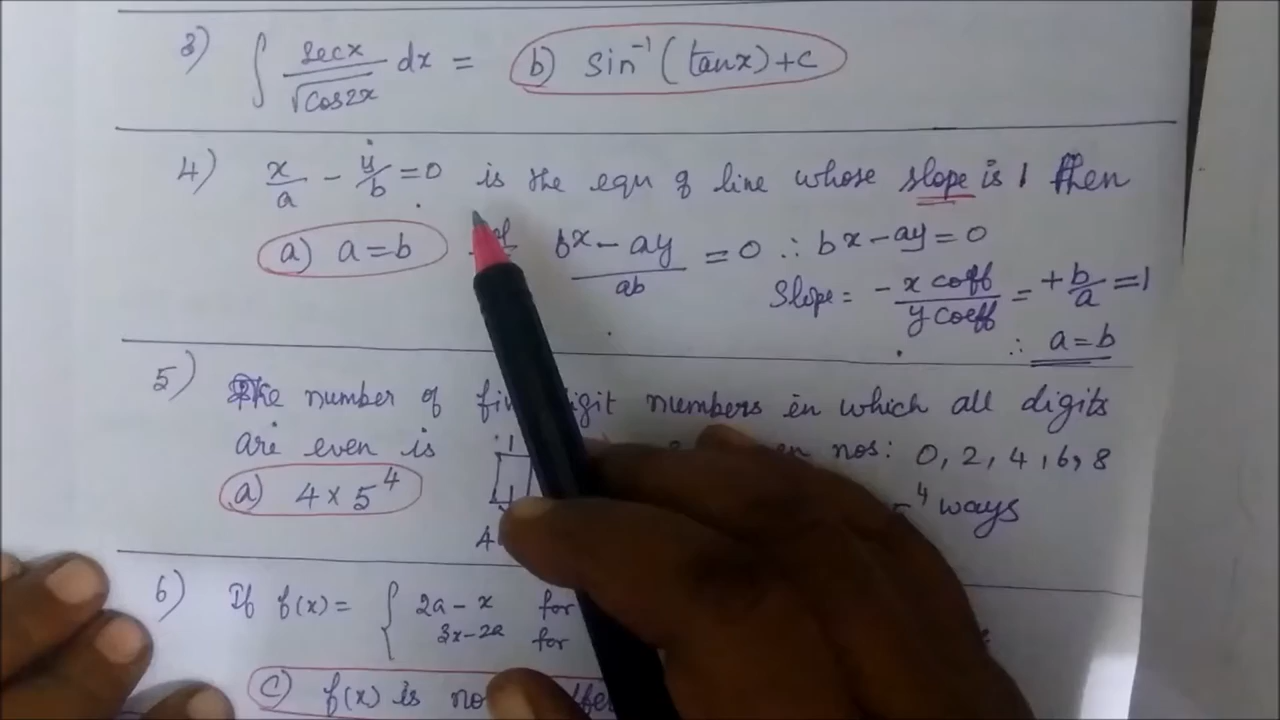 3) ∫ secx/√cos2x dx = b) sin⁻¹(tanx)+c
4) x/a - y/b = 0 is the equ of line whose slope is 1 then
a) a=b bx-ay/ab = 0 ∴ bx-ay=0
Slope = - x coff/y coeff = + b/a = 1
∴ a=b
5) The number of digit numbers in which all digits
are even is nos: 0, 2, 4, 6, 8
a) 4×5⁴ ways
4
6) If f(x) = { 2a-x for
3x-2a for
c) f(x) is